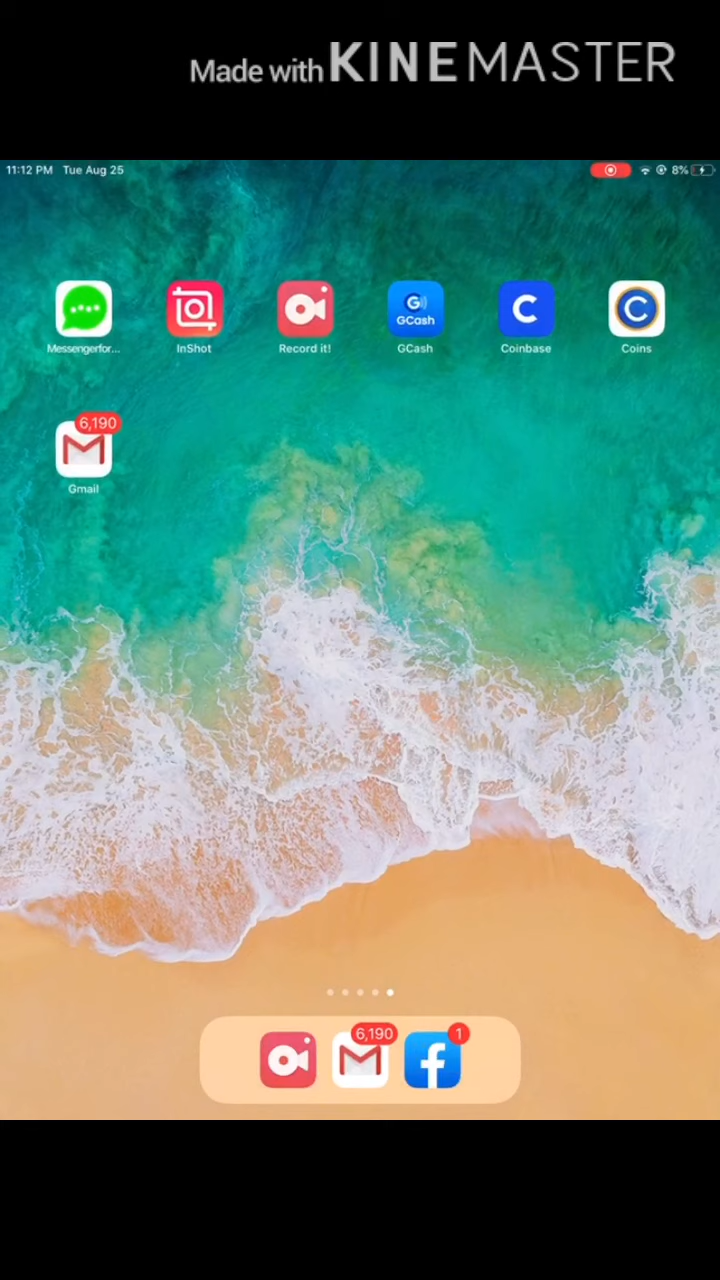 Made with KINEMASTER
11:12 PM Tue Aug 25 8%
Messengerfor... InShot Record it! GCash Coinbase Coins
G
GCash
C
C
6,190
Gmail
6,190 1